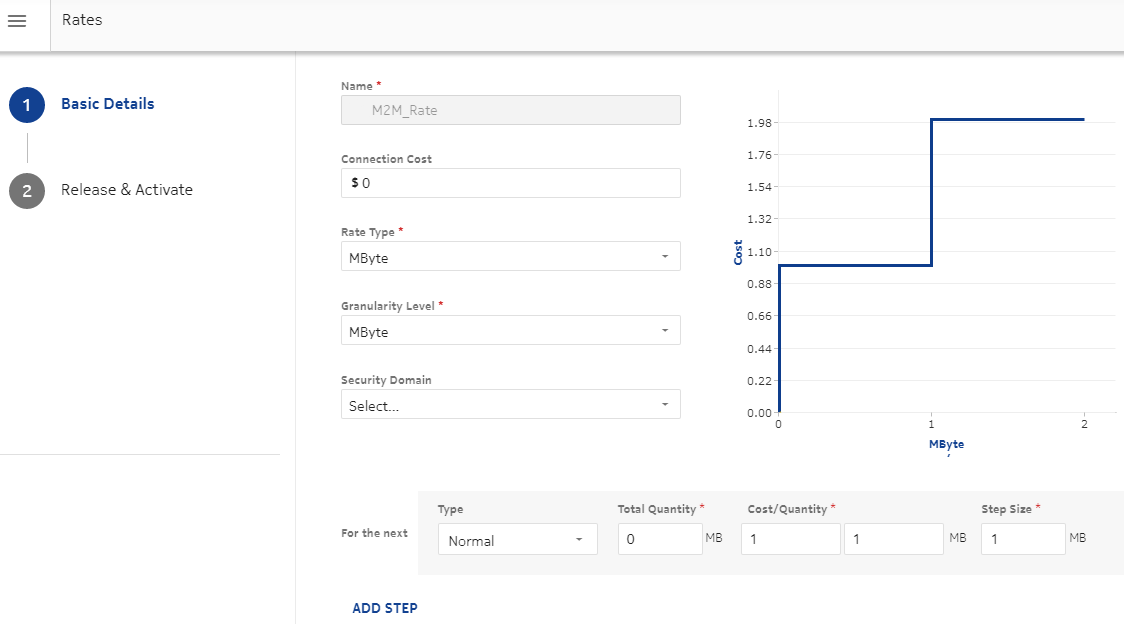 Rates
1 Basic Details
2 Release & Activate
Name *
M2M_Rate
Connection Cost
$ 0
Rate Type *
MByte
Granularity Level *
MByte
Security Domain
Select...
1.98
1.76
1.54
1.32
1.10
0.88
0.66
0.44
0.22
0.00
Cost
0 1 2
MByte
For the next
Type
Normal
Total Quantity *
0 MB
Cost/Quantity *
1 1 MB
Step Size *
1 MB
ADD STEP